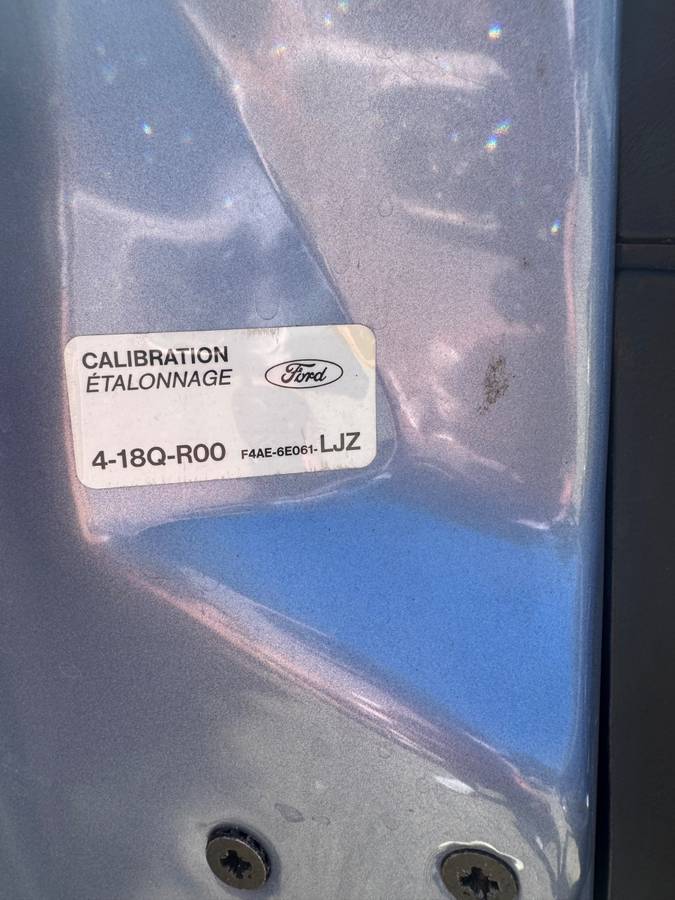 CALIBRATION
ÉTALONNAGE
Ford
4-18Q-R00 F4AE-6E061-LJZ